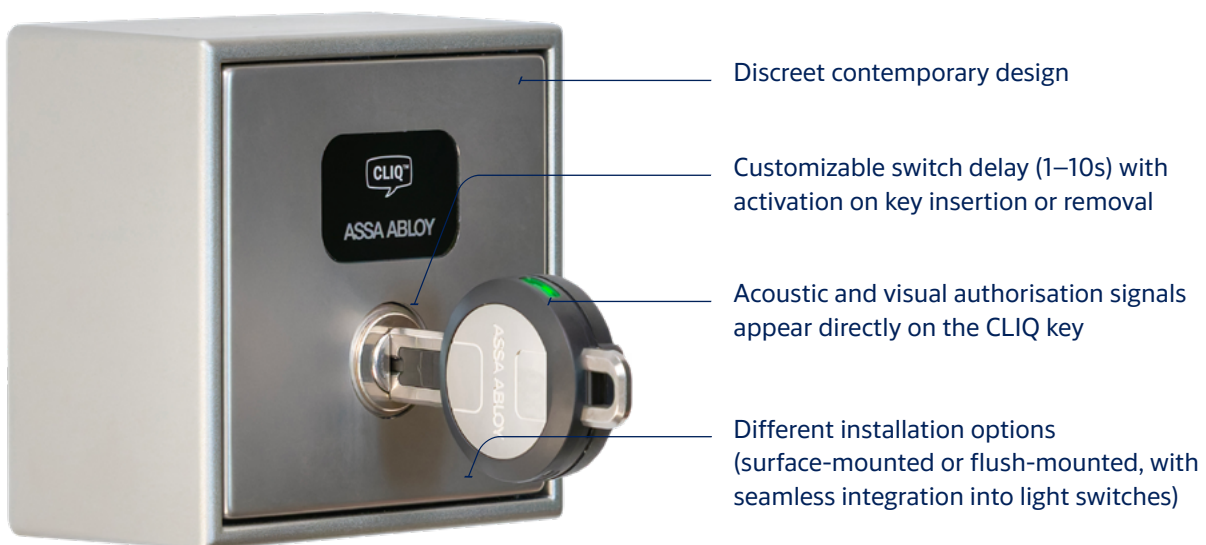 Discreet contemporary design
CLIQ™
ASSA ABLOY
Customizable switch delay (1–10s) with
activation on key insertion or removal
Acoustic and visual authorisation signals
appear directly on the CLIQ key
ASSA ABLOY
Different installation options
(surface-mounted or flush-mounted, with
seamless integration into light switches)